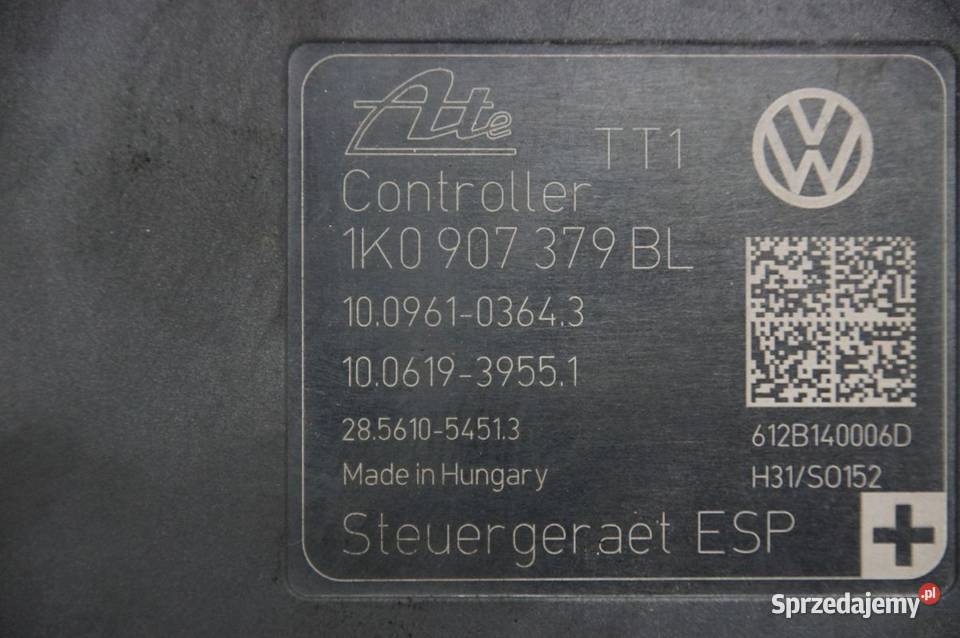 Ate TT1
Controller
1K0 907 379 BL
10.0961-0364.3
10.0619-3955.1
28.5610-5451.3
Made in Hungary
Steuergeraet ESP
VW
612B140006D
H31/S0152
Sprzedajemy.pl